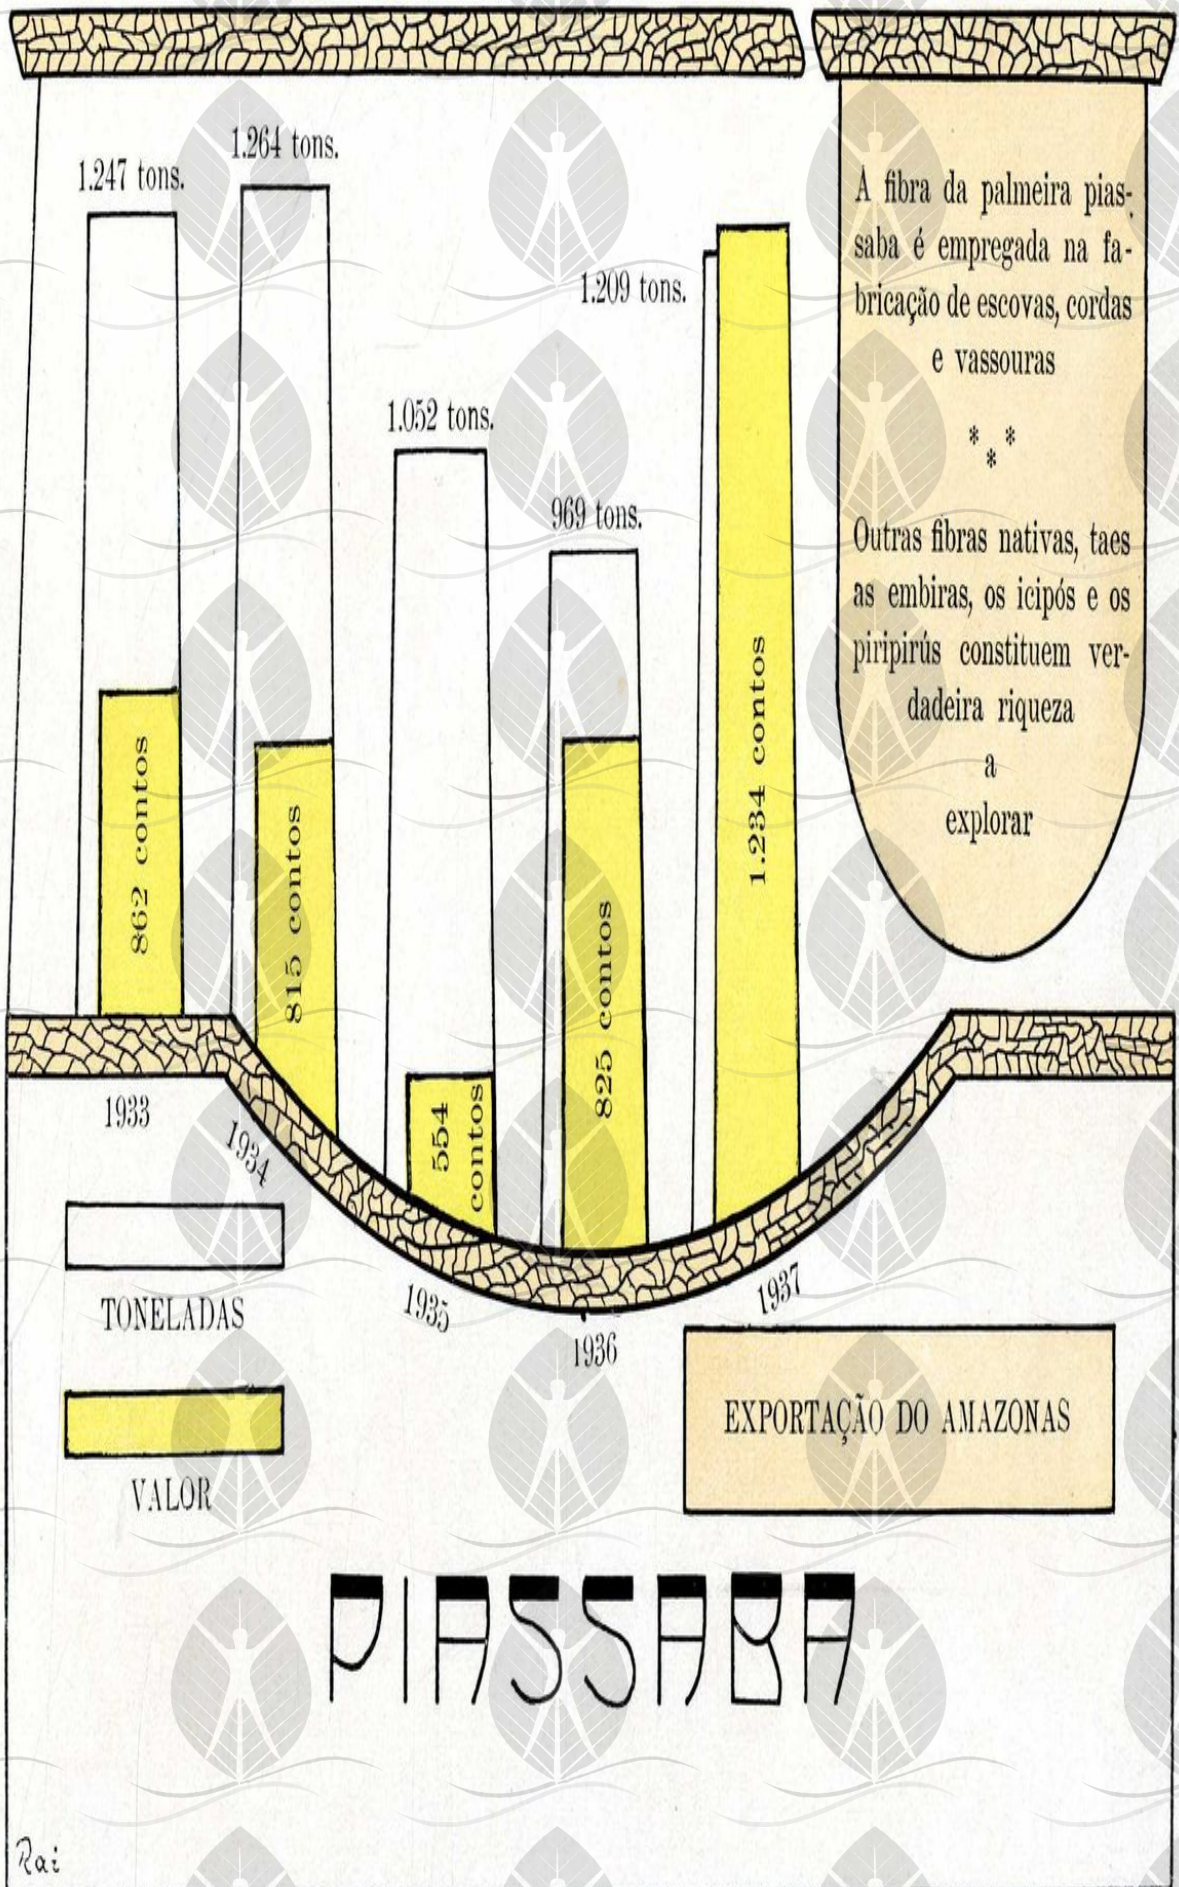 1.247 tons.
1.264 tons.
1.052 tons.
969 tons.
1.209 tons.
862 contos
815 contos
554
contos
825 contos
1.234 contos
A fibra da palmeira pias-
saba é empregada na fa-
bricação de escovas, cordas
e vassouras
* * *
Outras fibras nativas, taes
as embiras, os icipós e os
piripirús constituem ver-
dadeira riqueza
a
explorar
1933
1934
1935
1936
1937
TONELADAS
VALOR
EXPORTAÇÃO DO AMAZONAS
PIASSABA
Rai